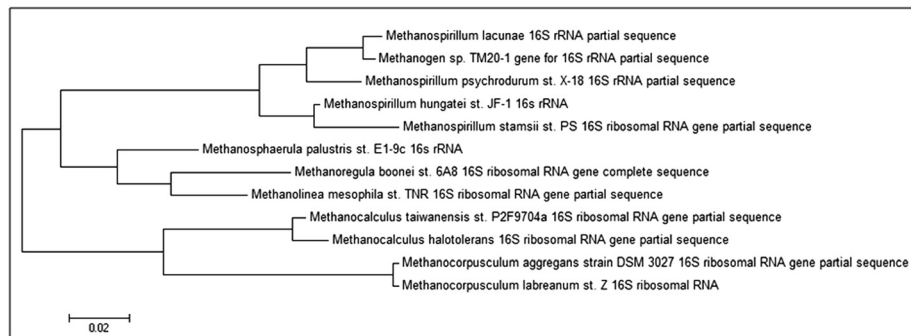 Methanospirillum lacunae 16S rRNA partial sequence
Methanogen sp. TM20-1 gene for 16S rRNA partial sequence
Methanospirillum psychrodurum st. X-18 16S rRNA partial sequence
Methanospirillum hungatei st. JF-1 16s rRNA
Methanospirillum stamsii st. PS 16S ribosomal RNA gene partial sequence
Methanosphaerula palustris st. E1-9c 16s rRNA
Methanoregula boonei st. 6A8 16S ribosomal RNA gene complete sequence
Methanolinea mesophila st. TNR 16S ribosomal RNA gene partial sequence
Methanocalculus taiwanensis st. P2F9704a 16S ribosomal RNA gene partial sequence
Methanocalculus halotolerans 16S ribosomal RNA gene partial sequence
Methanocorpusculum aggregans strain DSM 3027 16S ribosomal RNA gene partial sequence
Methanocorpusculum labreanum st. Z 16S ribosomal RNA
0.02